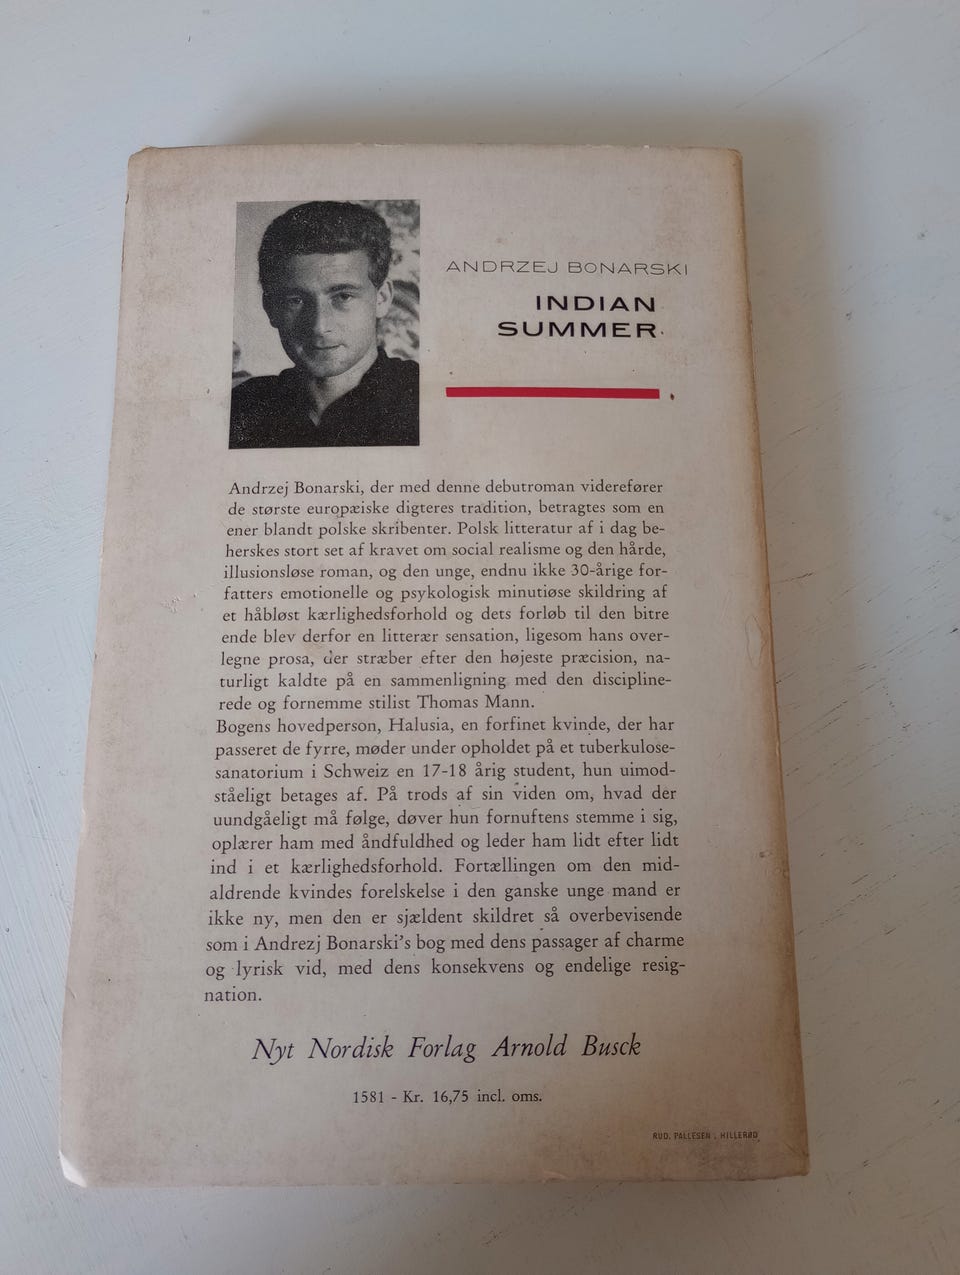 ANDRZEJ BONARSKI
INDIAN
SUMMER
Andrzej Bonarski, der med denne debutroman viderefører
de største europæiske digteres tradition, betragtes som en
ener blandt polske skribenter. Polsk litteratur af i dag be-
herskes stort set af kravet om social realisme og den hårde,
illusionsløse roman, og den unge, endnu ikke 30-årige for-
fatters emotionelle og psykologisk minutiøse skildring af
et håbløst kærlighedsforhold og dets forløb til den bitre
ende blev derfor en litterær sensation, ligesom hans over-
legne prosa, der stræber efter den højeste præcision, na-
turligt kaldte på en sammenligning med den discipline-
rede og fornemme stilist Thomas Mann.
Bogens hovedperson, Halusia, en forfinet kvinde, der har
passeret de fyrre, møder under opholdet på et tuberkulose-
sanatorium i Schweiz en 17-18 årig student, hun uimod-
ståeligt betages af. På trods af sin viden om, hvad der
uundgåeligt må følge, døver hun fornuftens stemme i sig,
oplærer ham med åndfuldhed og leder ham lidt efter lidt
ind i et kærlighedsforhold. Fortællingen om den mid-
aldrende kvindes forelskelse i den ganske unge mand er
ikke ny, men den er sjældent skildret så overbevisende
som i Andrezj Bonarski's bog med dens passager af charme
og lyrisk vid, med dens konsekvens og endelige resig-
nation.
Nyt Nordisk Forlag Arnold Busck
1581 - Kr. 16,75 incl. oms.
RUD. PALLESEN . HILLERØD